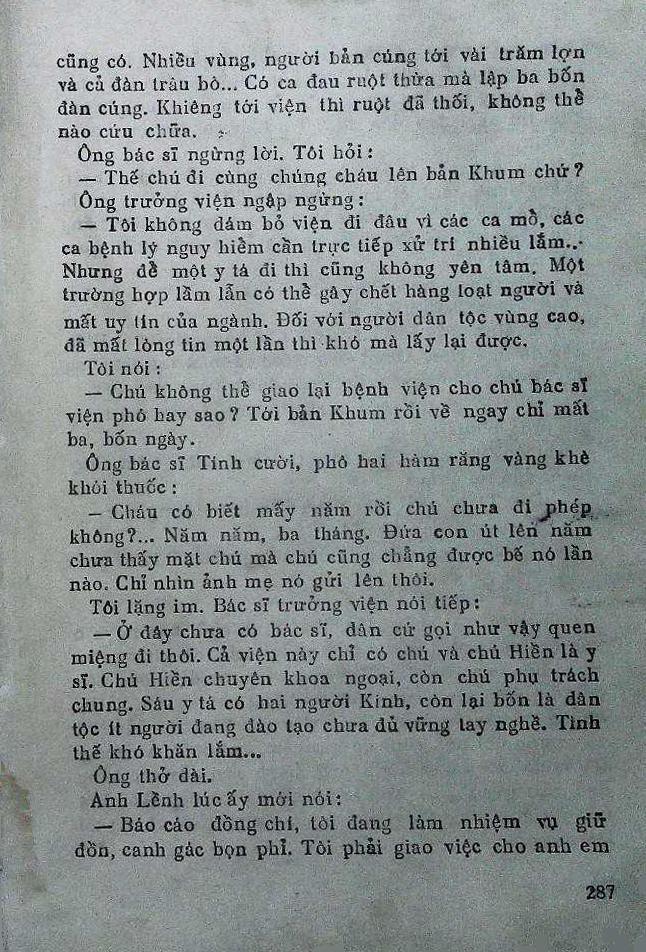 cũng có. Nhiều vùng, người bản cúng tới vài trăm lợn
và cả đàn trâu bò... Có ca đau ruột thừa mà lập ba bốn
đàn cúng. Khiêng tới viện thì ruột đã thối, không thể
nào cứu chữa.
Ông bác sĩ ngừng lời. Tôi hỏi :
— Thế chú đi cùng chúng cháu lên bản Khum chứ ?
Ông trưởng viện ngập ngừng :
— Tôi không dám bỏ viện đi đâu vì các ca mổ, các
ca bệnh lý nguy hiểm cần trực tiếp xử trí nhiều lắm...
Nhưng để một y tá đi thì cũng không yên tâm. Một
trường hợp lầm lẫn có thể gây chết hàng loạt người và
mất uy tín của ngành. Đối với người dân tộc vùng cao,
đã mất lòng tin một lần thì khó mà lấy lại được.
Tôi nói :
— Chú không thể giao lại bệnh viện cho chú bác sĩ
viện phó hay sao ? Tới bản Khum rồi về ngay chỉ mất
ba, bốn ngày.
Ông bác sĩ Tính cười, phô hai hàm răng vàng khè
khói thuốc :
— Cháu có biết mấy năm rồi chú chưa đi phép
không?... Năm năm, ba tháng. Đứa con út lên năm
chưa thấy mặt chú mà chú cũng chẳng được bế nó lần
nào. Chỉ nhìn ảnh mẹ nó gửi lên thôi.
Tôi lặng im. Bác sĩ trưởng viện nói tiếp :
— Ở đây chưa có bác sĩ, dân cứ gọi như vậy quen
miệng đi thôi. Cả viện này chỉ có chú và chú Hiền là y
sĩ. Chú Hiền chuyên khoa ngoại, còn chú phụ trách
chung. Sáu y tá có hai người Kinh, còn lại bốn là dân
tộc ít người đang đào tạo chưa đủ vững tay nghề. Tình
thế khó khăn lắm...
Ông thở dài.
Anh Lềnh lúc ấy mới nói :
— Báo cáo đồng chí, tôi đang làm nhiệm vụ giữ
đồn, canh gác bọn phỉ. Tôi phải giao việc cho anh em
287